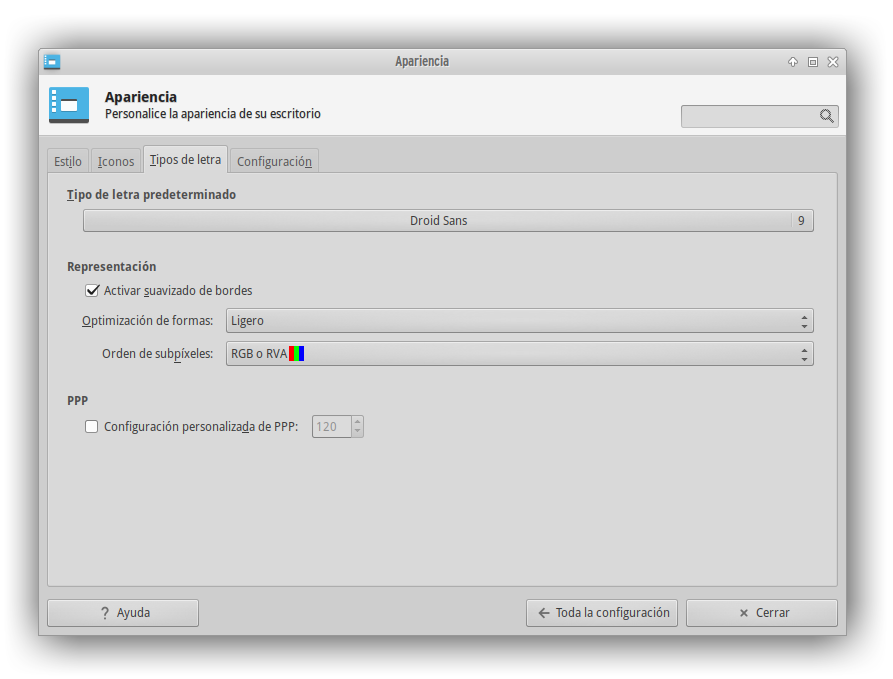 Apariencia
Apariencia
Personalice la apariencia de su escritorio
Estilo Iconos Tipos de letra Configuración
Tipo de letra predeterminado
Droid Sans 9
Representación
Activar suavizado de bordes
Optimización de formas: Ligero
Orden de subpíxeles: RGB o RVA
PPP
Configuración personalizada de PPP: 120
? Ayuda Toda la configuración Cerrar